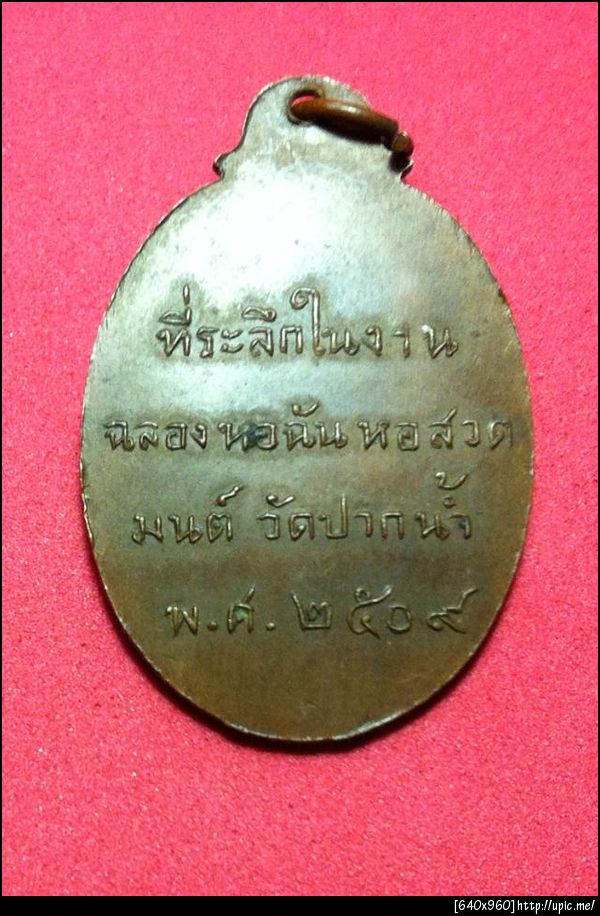 ที่ระลึกในงาน
ฉลองหอฉันหอสวด
มนต์ วัดปากน้ำ
พ.ศ.๒๕๐๙
[640x960]http://upic.me/